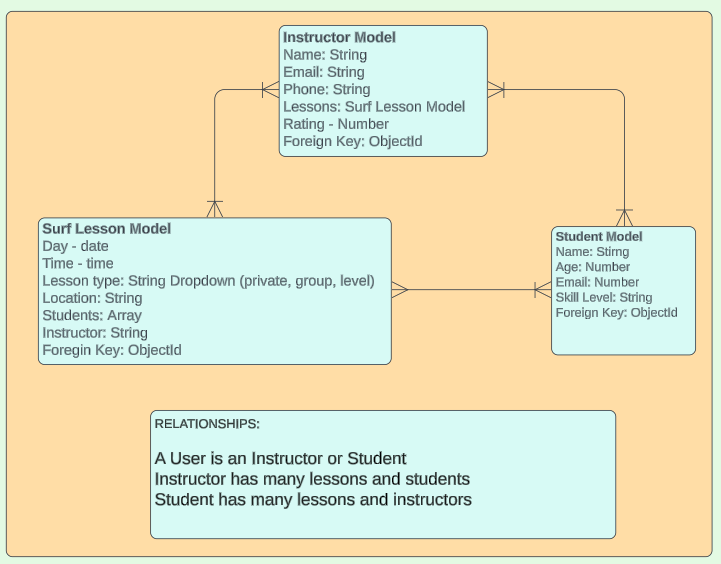 Instructor Model
Name: String
Email: String
Phone: String
Lessons: Surf Lesson Model
Rating - Number
Foreign Key: ObjectId
Surf Lesson Model
Day - date
Time - time
Lesson type: String Dropdown (private, group, level)
Location: String
Students: Array
Instructor: String
Foregin Key: ObjectId
Student Model
Name: Stirng
Age: Number
Email: Number
Skill Level: String
Foreign Key: ObjectId
RELATIONSHIPS:
A User is an Instructor or Student
Instructor has many lessons and students
Student has many lessons and instructors